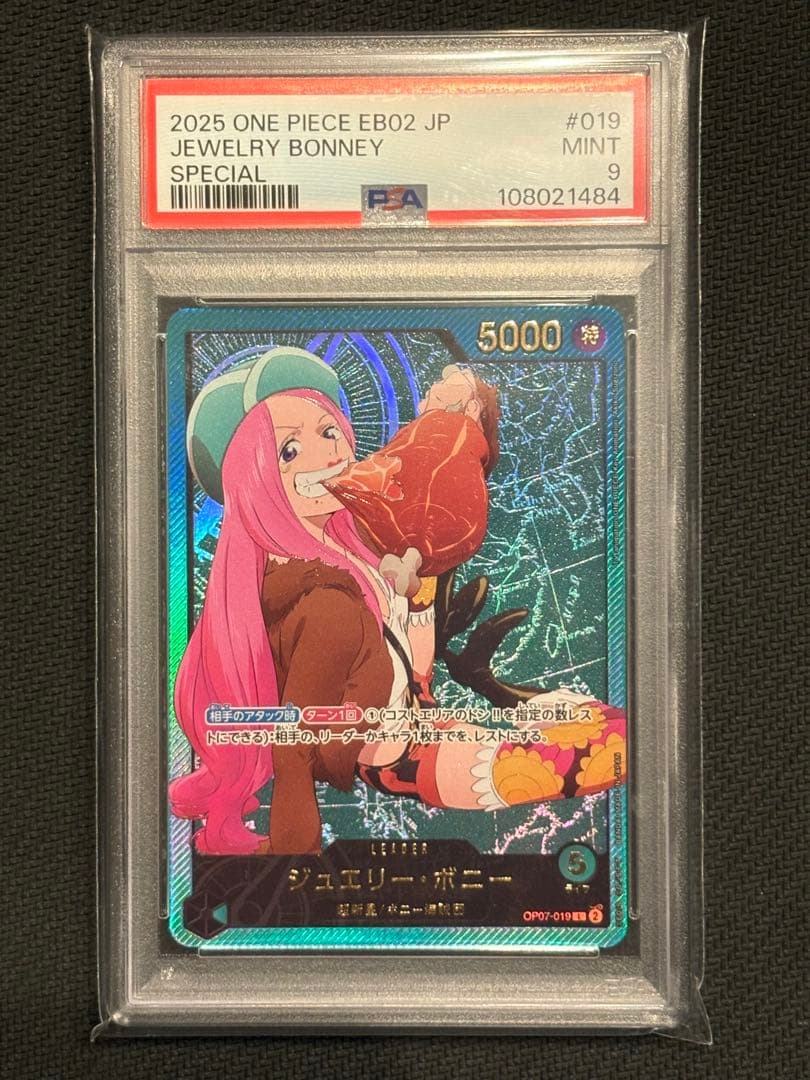 2025 ONE PIECE EB02 JP
#019
JEWELRY BONNEY
MINT
SPECIAL
9
PSA
108021484
5000
特
相手のアタック時 ターン1回 ①(コストエリアのドン!!を指定の数レス
トにできる):相手の、リーダーかキャラ1枚までを、レストにする。
LEADER
ジュエリー・ボニー
5
ライフ
超新星/ボニー海賊団
OP07-019 L
2